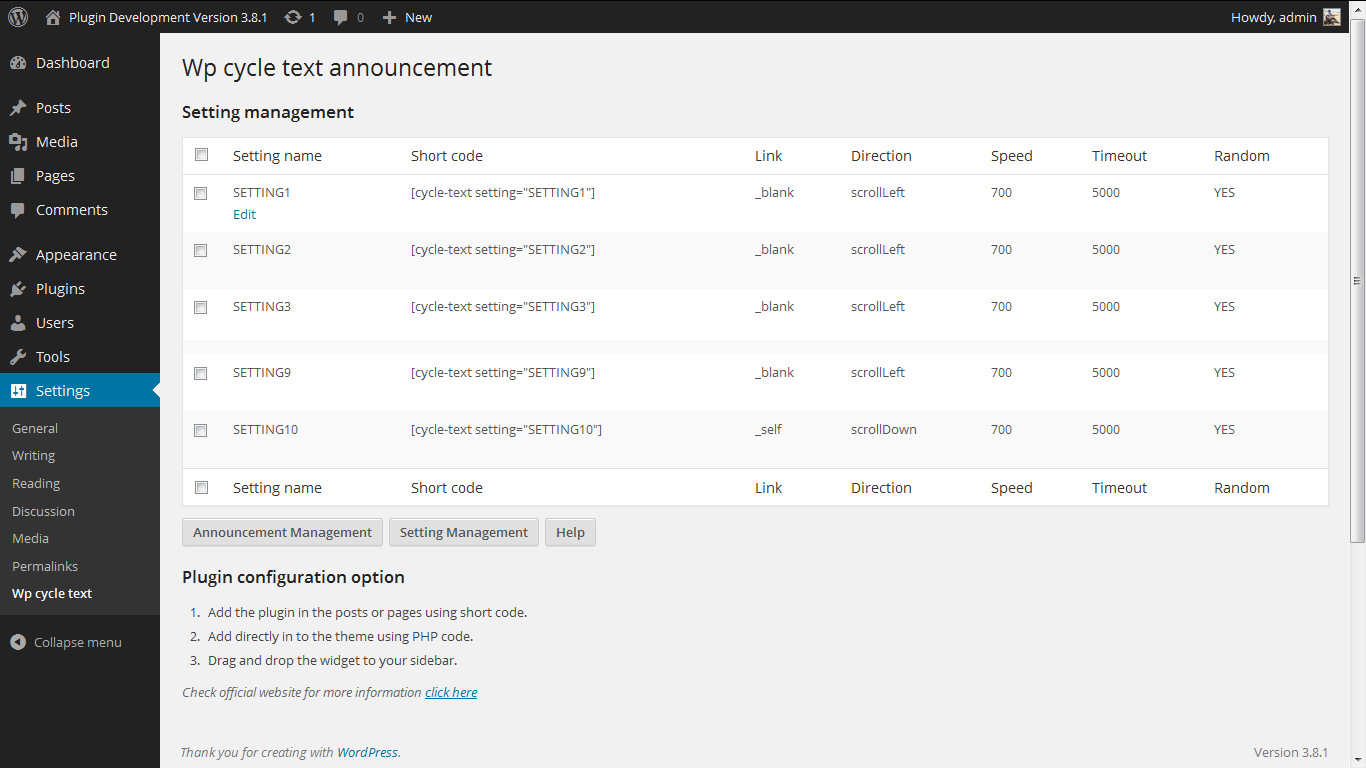 Plugin Development Version 3.8.1 1 0 New Howdy, admin
Dashboard
Posts
Media
Pages
Comments
Appearance
Plugins
Users
Tools
Settings
General
Writing
Reading
Discussion
Media
Permalinks
Wp cycle text
Collapse menu
Wp cycle text announcement
Setting management
Setting name Short code Link Direction Speed Timeout Random
SETTING1 [cycle-text setting="SETTING1"] _blank scrollLeft 700 5000 YES
Edit
SETTING2 [cycle-text setting="SETTING2"] _blank scrollLeft 700 5000 YES
SETTING3 [cycle-text setting="SETTING3"] _blank scrollLeft 700 5000 YES
SETTING9 [cycle-text setting="SETTING9"] _blank scrollLeft 700 5000 YES
SETTING10 [cycle-text setting="SETTING10"] _self scrollDown 700 5000 YES
Setting name Short code Link Direction Speed Timeout Random
Announcement Management Setting Management Help
Plugin configuration option
1. Add the plugin in the posts or pages using short code.
2. Add directly in to the theme using PHP code.
3. Drag and drop the widget to your sidebar.
Check official website for more information click here
Thank you for creating with WordPress. Version 3.8.1